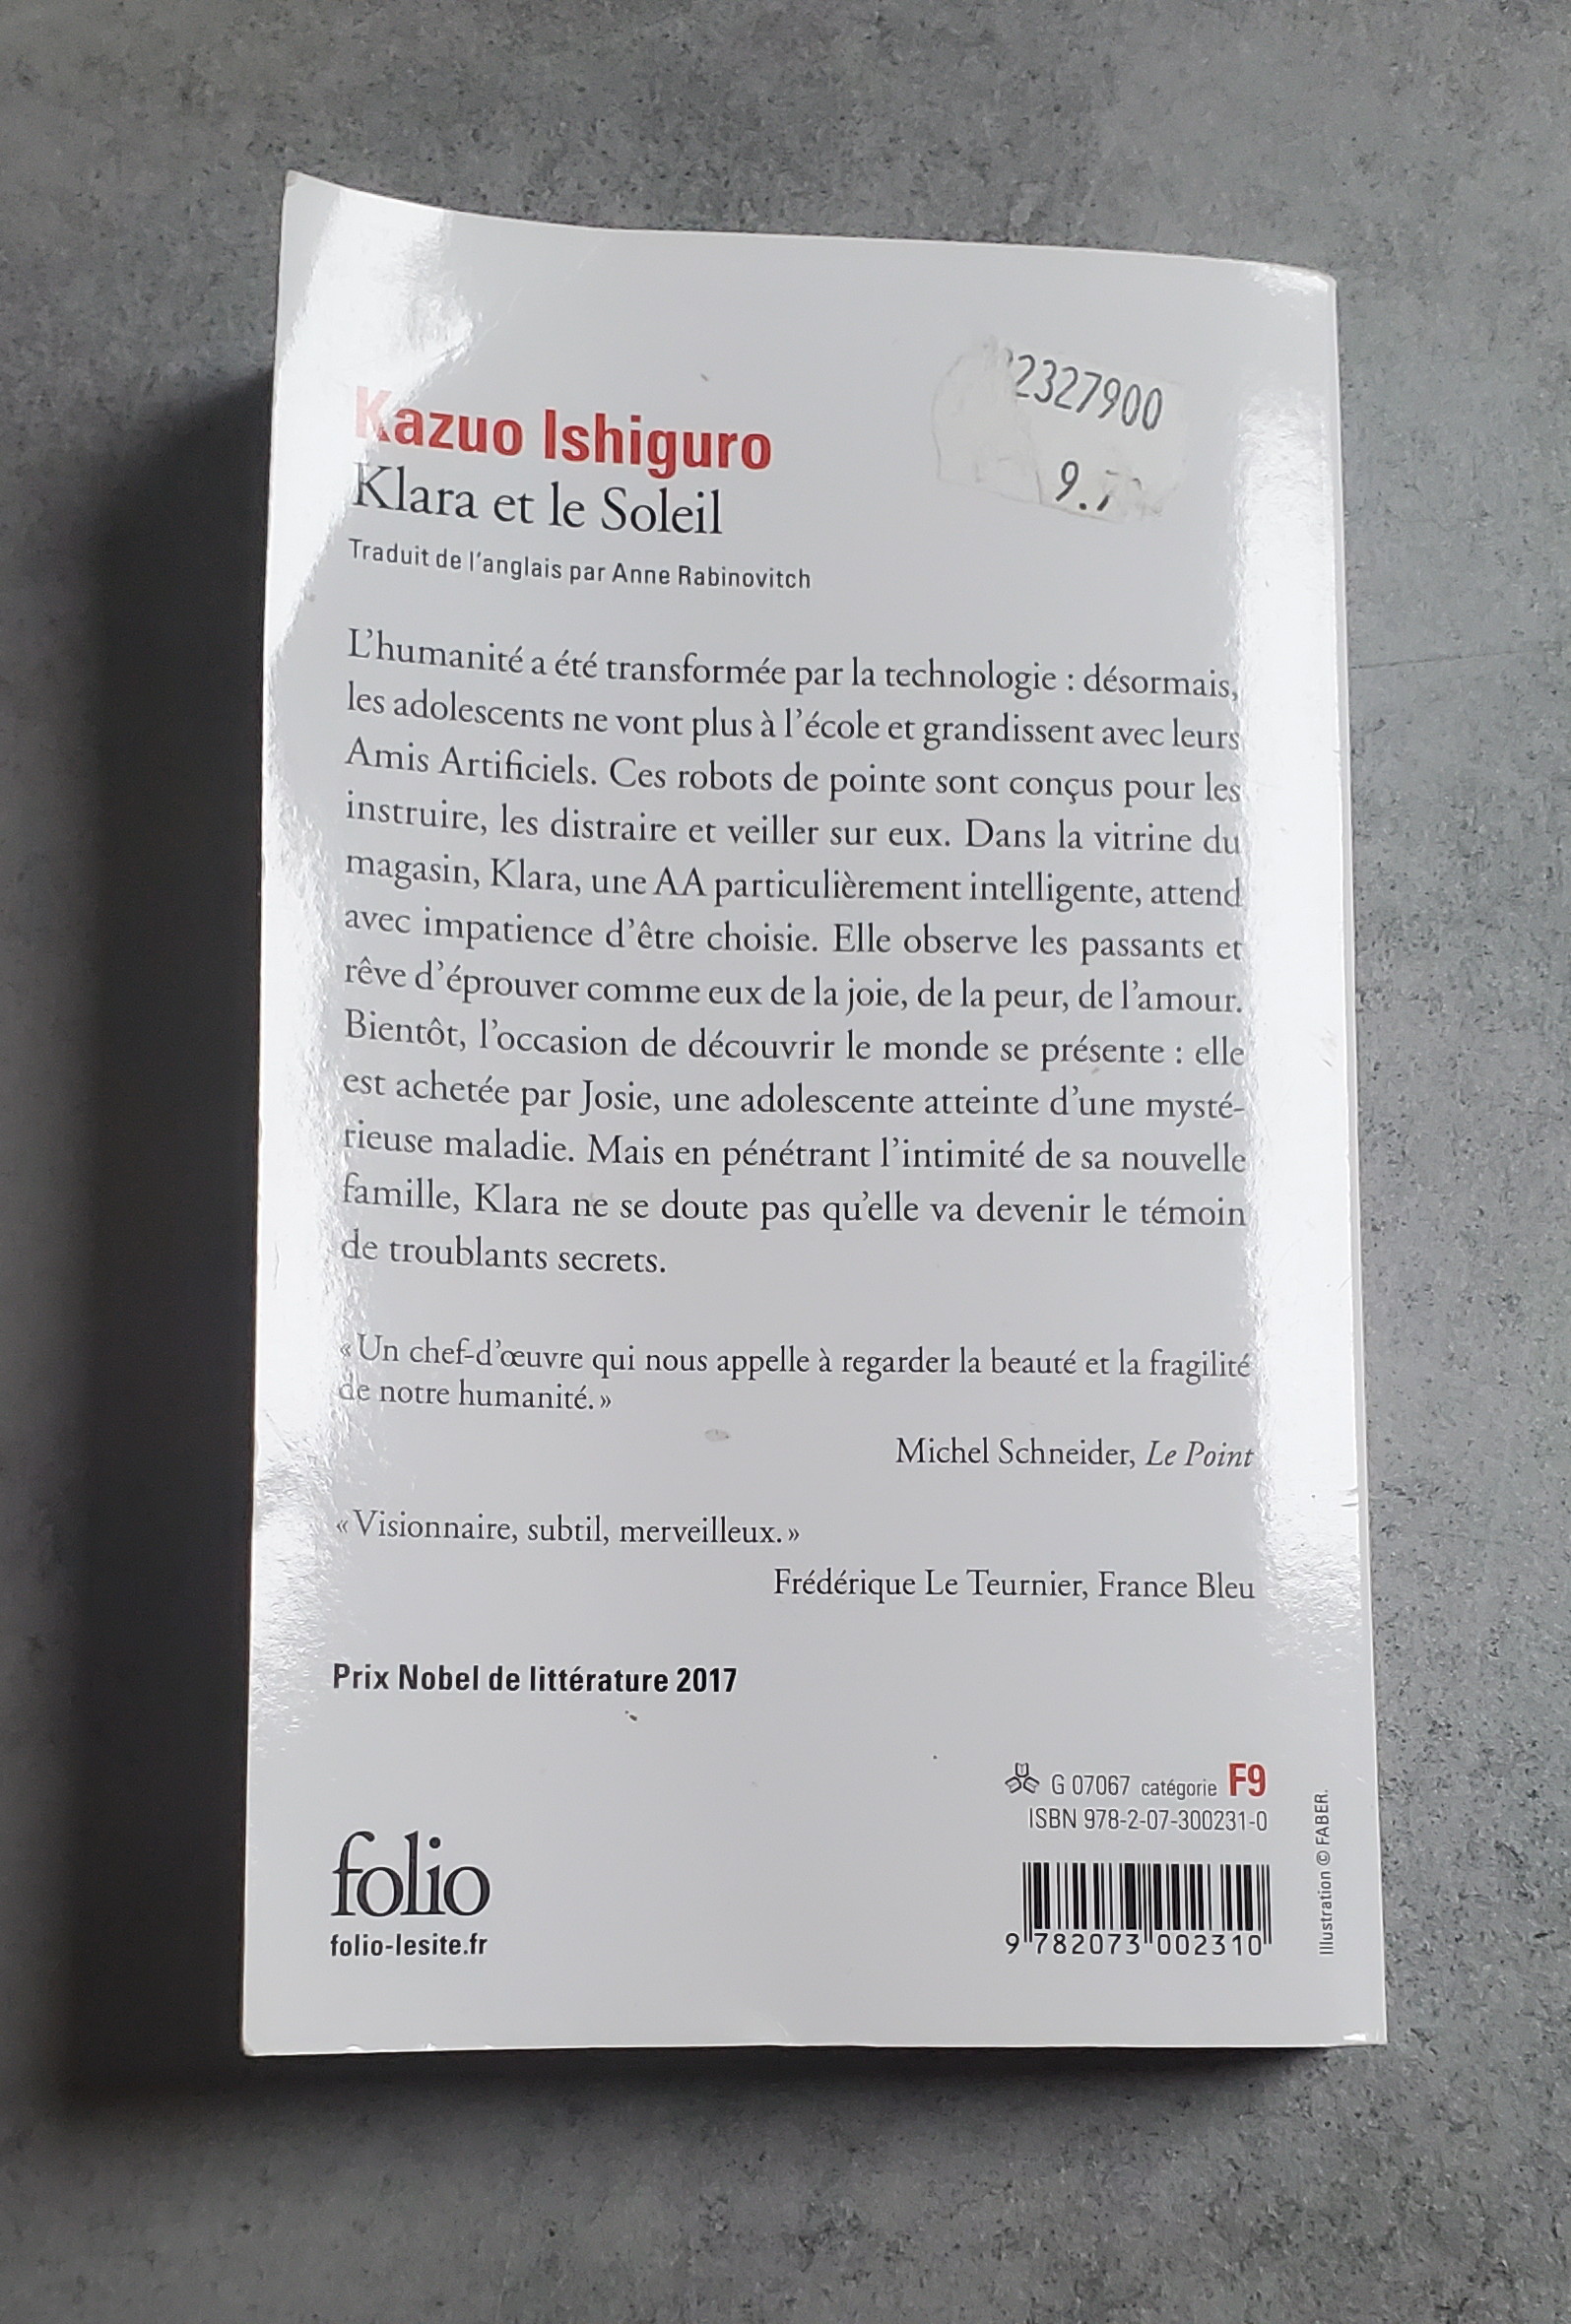 2327900
9.7
Kazuo Ishiguro
Klara et le Soleil
Traduit de l'anglais par Anne Rabinovitch
L'humanité a été transformée par la technologie : désormais,
les adolescents ne vont plus à l'école et grandissent avec leurs
Amis Artificiels. Ces robots de pointe sont conçus pour les
instruire, les distraire et veiller sur eux. Dans la vitrine du
magasin, Klara, une AA particulièrement intelligente, attend
avec impatience d'être choisie. Elle observe les passants et
rêve d'éprouver comme eux de la joie, de la peur, de l'amour.
Bientôt, l'occasion de découvrir le monde se présente : elle
est achetée par Josie, une adolescente atteinte d'une mysté-
rieuse maladie. Mais en pénétrant l'intimité de sa nouvelle
famille, Klara ne se doute pas qu'elle va devenir le témoin
de troublants secrets.
« Un chef-d'œuvre qui nous appelle à regarder la beauté et la fragilité
de notre humanité. »
Michel Schneider, Le Point
« Visionnaire, subtil, merveilleux. »
Frédérique Le Teurnier, France Bleu
Prix Nobel de littérature 2017
G 07067 catégorie F9
ISBN 978-2-07-300231-0
folio
folio-lesite.fr
9 782073 002310
Illustration © FABER.